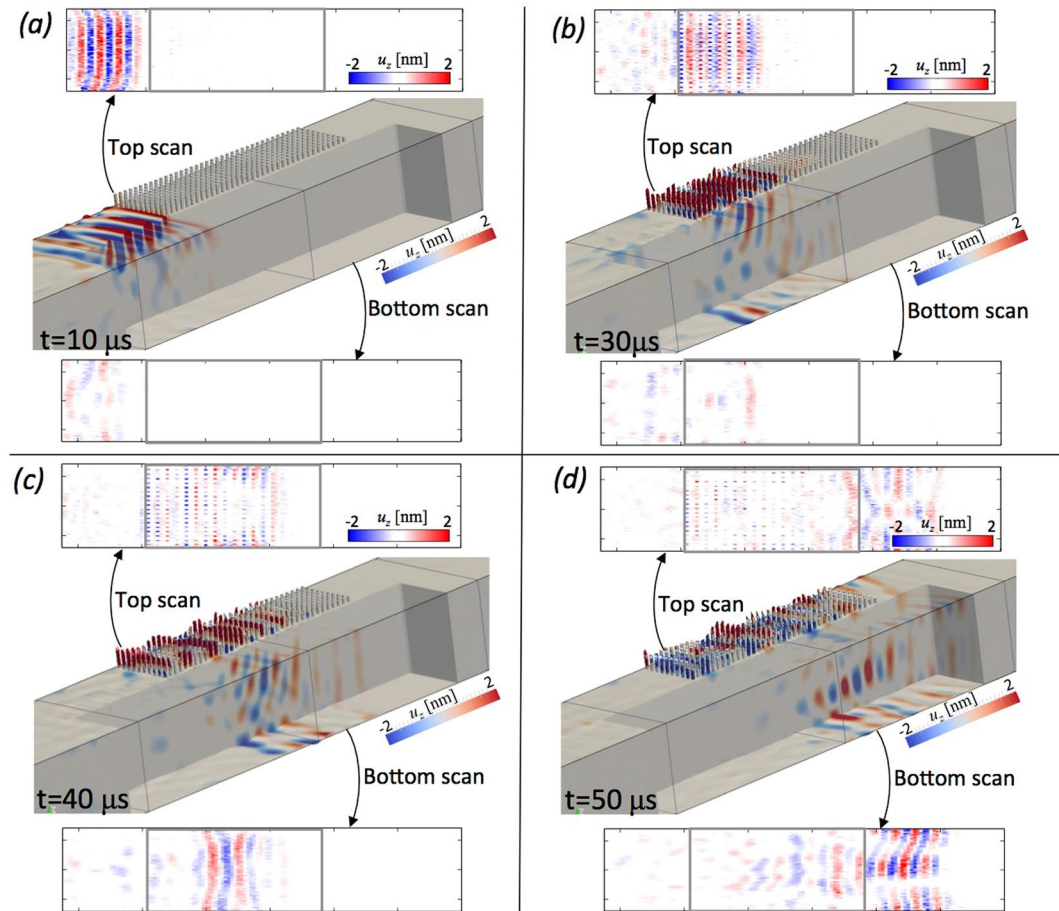 (a)
u_z [nm]
-2 2
Top scan
-2 u_z [nm] 2
Bottom scan
t=10 μs
(b)
u_z [nm]
-2 2
Top scan
-2 u_z [nm] 2
Bottom scan
t=30μs
(c)
u_z [nm]
-2 2
Top scan
-2 u_z [nm] 2
Bottom scan
t=40 μs
(d)
u_z [nm]
-2 2
Top scan
-2 u_z [nm] 2
Bottom scan
t=50 μs